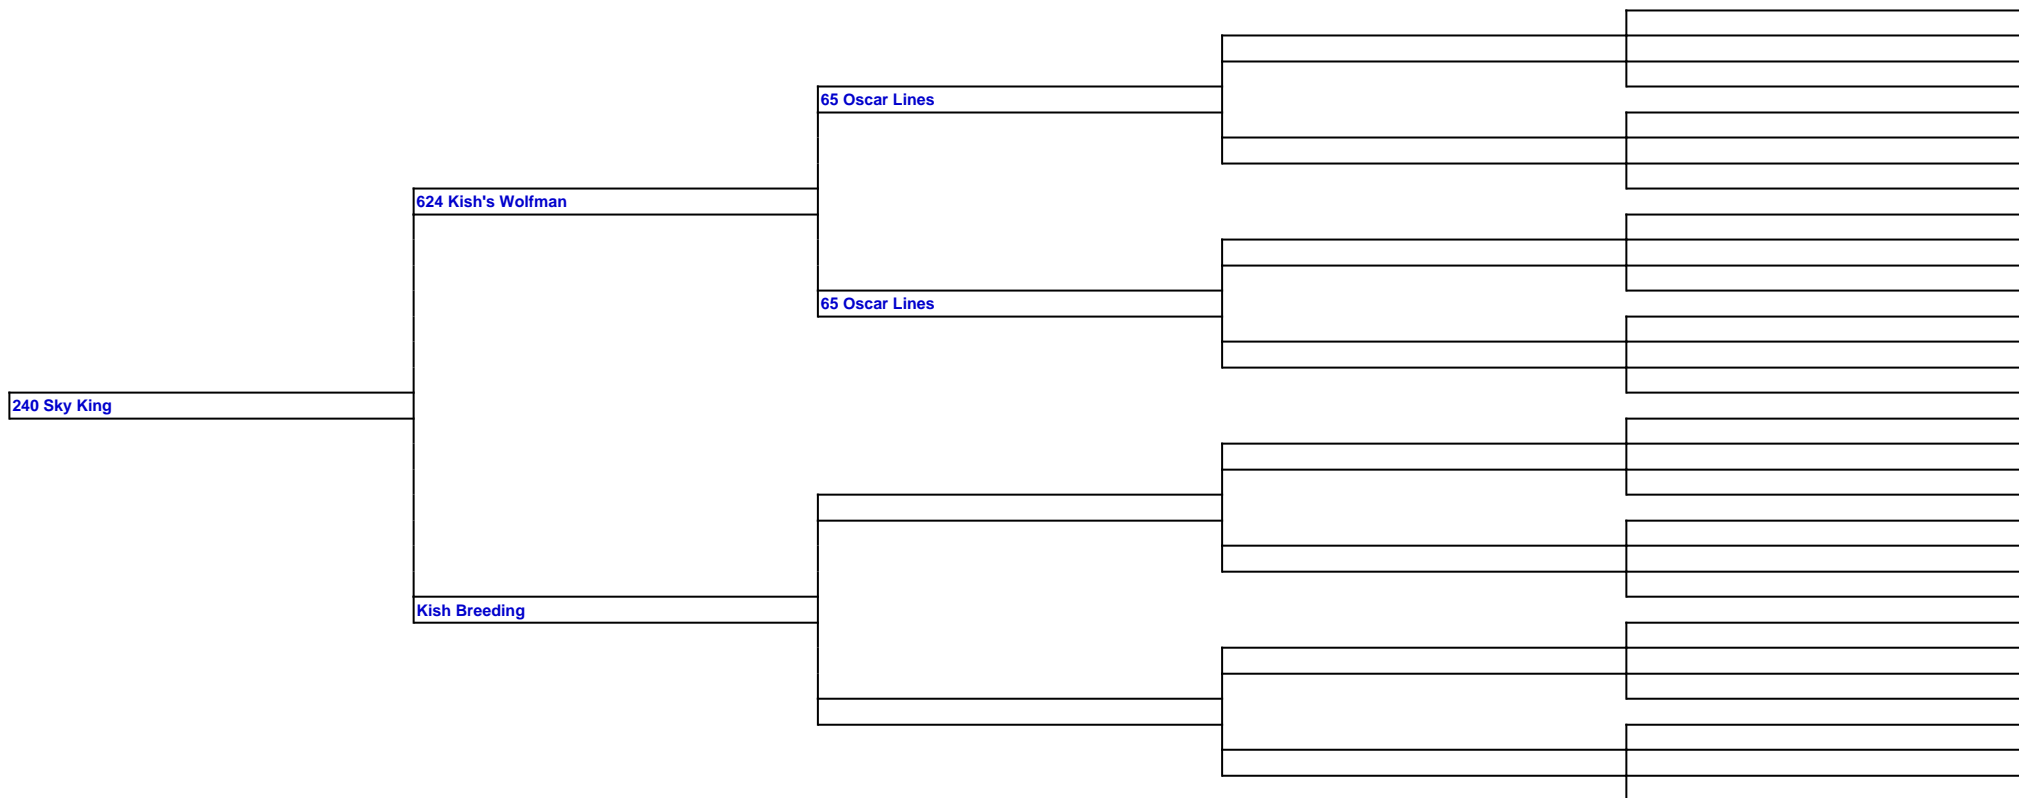 65 Oscar Lines
624 Kish's Wolfman
65 Oscar Lines
240 Sky King
Kish Breeding